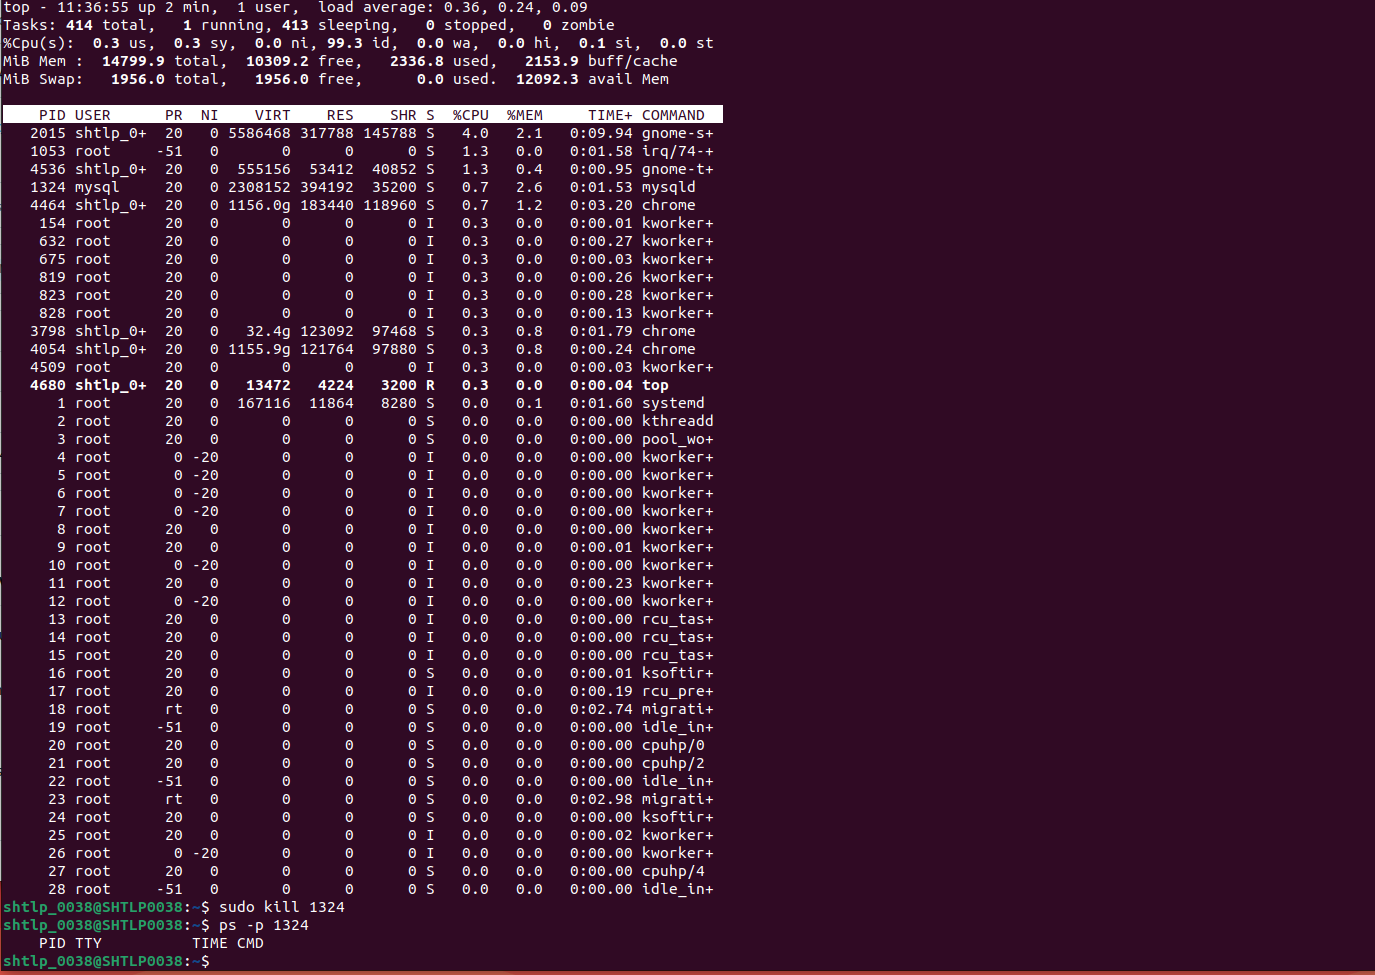 top - 11:36:55 up 2 min,  1 user,  load average: 0.36, 0.24, 0.09
Tasks: 414 total,   1 running, 413 sleeping,   0 stopped,   0 zombie
%Cpu(s):  0.3 us,  0.3 sy,  0.0 ni, 99.3 id,  0.0 wa,  0.0 hi,  0.1 si,  0.0 st
MiB Mem :  14799.9 total,  10309.2 free,   2336.8 used,   2153.9 buff/cache
MiB Swap:   1956.0 total,   1956.0 free,      0.0 used.  12092.3 avail Mem
    PID USER      PR  NI    VIRT    RES    SHR S  %CPU  %MEM     TIME+ COMMAND
   2015 shtlp_0+  20   0 5586468 317788 145788 S   4.0   2.1   0:09.94 gnome-s+
   1053 root     -51   0       0      0      0 S   1.3   0.0   0:01.58 irq/74-+
   4536 shtlp_0+  20   0  555156  53412  40852 S   1.3   0.4   0:00.95 gnome-t+
   1324 mysql     20   0 2308152 394192  35200 S   0.7   2.6   0:01.53 mysqld
   4464 shtlp_0+  20   0 1156.0g 183440 118960 S   0.7   1.2   0:03.20 chrome
    154 root      20   0       0      0      0 I   0.3   0.0   0:00.01 kworker+
    632 root      20   0       0      0      0 I   0.3   0.0   0:00.27 kworker+
    675 root      20   0       0      0      0 I   0.3   0.0   0:00.03 kworker+
    819 root      20   0       0      0      0 I   0.3   0.0   0:00.26 kworker+
    823 root      20   0       0      0      0 I   0.3   0.0   0:00.28 kworker+
    828 root      20   0       0      0      0 I   0.3   0.0   0:00.13 kworker+
   3798 shtlp_0+  20   0   32.4g 123092  97468 S   0.3   0.8   0:01.79 chrome
   4054 shtlp_0+  20   0 1155.9g 121764  97880 S   0.3   0.8   0:00.24 chrome
   4509 root      20   0       0      0      0 I   0.3   0.0   0:00.03 kworker+
   4680 shtlp_0+  20   0   13472   4224   3200 R   0.3   0.0   0:00.04 top
      1 root      20   0  167116  11864   8280 S   0.0   0.1   0:01.60 systemd
      2 root      20   0       0      0      0 S   0.0   0.0   0:00.00 kthreadd
      3 root      20   0       0      0      0 S   0.0   0.0   0:00.00 pool_wo+
      4 root       0 -20       0      0      0 I   0.0   0.0   0:00.00 kworker+
      5 root       0 -20       0      0      0 I   0.0   0.0   0:00.00 kworker+
      6 root       0 -20       0      0      0 I   0.0   0.0   0:00.00 kworker+
      7 root       0 -20       0      0      0 I   0.0   0.0   0:00.00 kworker+
      8 root      20   0       0      0      0 I   0.0   0.0   0:00.00 kworker+
      9 root      20   0       0      0      0 I   0.0   0.0   0:00.01 kworker+
     10 root       0 -20       0      0      0 I   0.0   0.0   0:00.00 kworker+
     11 root      20   0       0      0      0 I   0.0   0.0   0:00.23 kworker+
     12 root       0 -20       0      0      0 I   0.0   0.0   0:00.00 kworker+
     13 root      20   0       0      0      0 I   0.0   0.0   0:00.00 rcu_tas+
     14 root      20   0       0      0      0 I   0.0   0.0   0:00.00 rcu_tas+
     15 root      20   0       0      0      0 I   0.0   0.0   0:00.00 rcu_tas+
     16 root      20   0       0      0      0 S   0.0   0.0   0:00.01 ksoftir+
     17 root      20   0       0      0      0 I   0.0   0.0   0:00.19 rcu_pre+
     18 root      rt   0       0      0      0 S   0.0   0.0   0:02.74 migrati+
     19 root     -51   0       0      0      0 S   0.0   0.0   0:00.00 idle_in+
     20 root      20   0       0      0      0 S   0.0   0.0   0:00.00 cpuhp/0
     21 root      20   0       0      0      0 S   0.0   0.0   0:00.00 cpuhp/2
     22 root     -51   0       0      0      0 S   0.0   0.0   0:00.00 idle_in+
     23 root      rt   0       0      0      0 S   0.0   0.0   0:02.98 migrati+
     24 root      20   0       0      0      0 S   0.0   0.0   0:00.00 ksoftir+
     25 root      20   0       0      0      0 I   0.0   0.0   0:00.02 kworker+
     26 root       0 -20       0      0      0 I   0.0   0.0   0:00.00 kworker+
     27 root      20   0       0      0      0 S   0.0   0.0   0:00.00 cpuhp/4
     28 root     -51   0       0      0      0 S   0.0   0.0   0:00.00 idle_in+
shtlp_0038@SHTLP0038:~$ sudo kill 1324
shtlp_0038@SHTLP0038:~$ ps -p 1324
    PID TTY          TIME CMD
shtlp_0038@SHTLP0038:~$